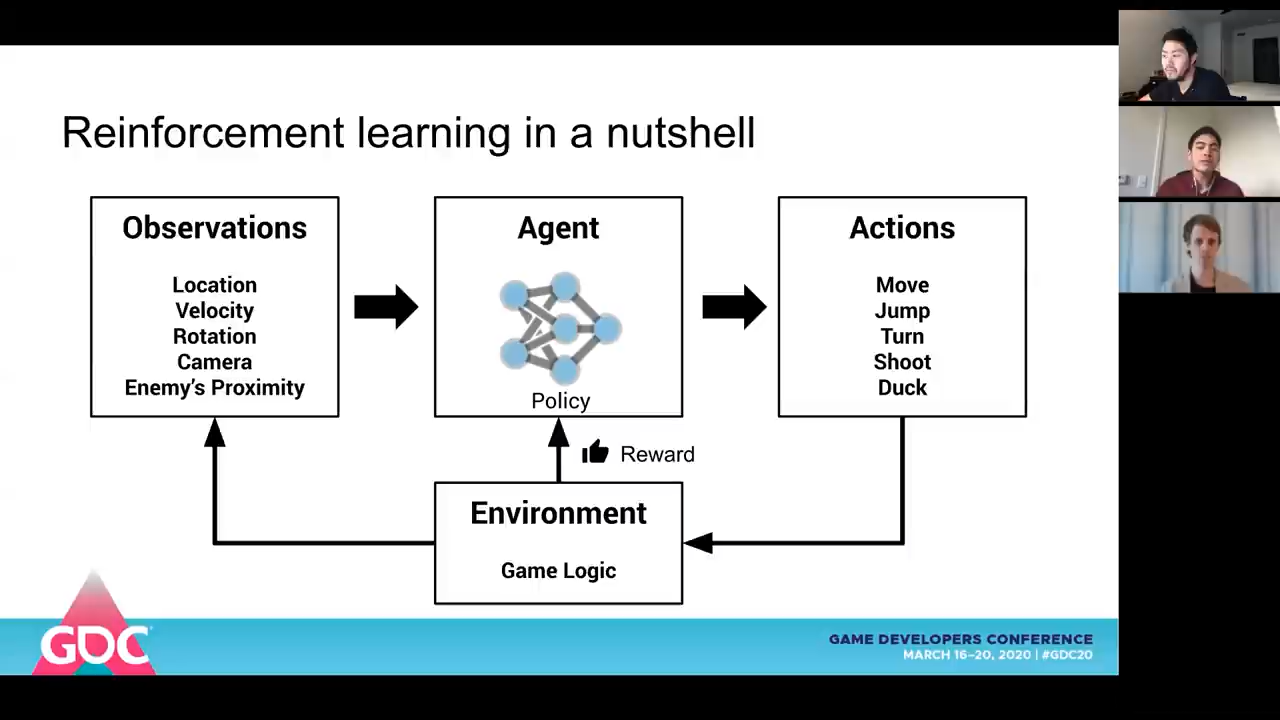 Reinforcement learning in a nutshell
Observations
Location
Velocity
Rotation
Camera
Enemy's Proximity
Agent
Policy
Actions
Move
Jump
Turn
Shoot
Duck
Reward
Environment
Game Logic
GDC
GAME DEVELOPERS CONFERENCE
MARCH 16–20, 2020 | #GDC20